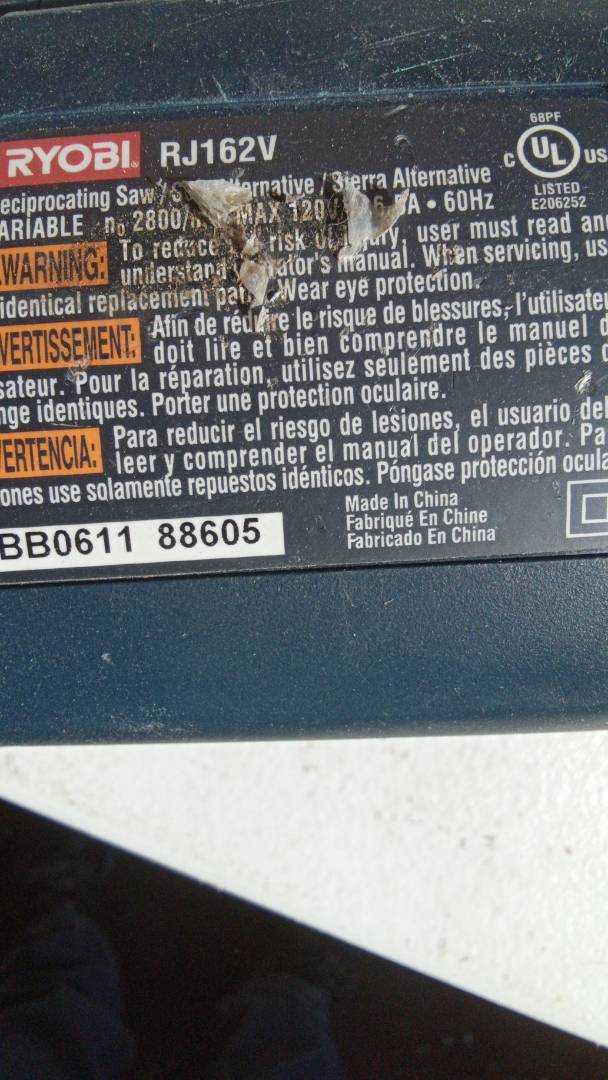 RYOBI RJ162V
68PF
C UL US
LISTED
E206252
eciprocating Saw / ernative / Sierra Alternative
ARIABLE n₀ 2800/ MAX 120 A • 60Hz
WARNING: To reduce risk of, user must read and
understand tor's manual. When servicing, us
identical replacement Wear eye protection.
VERTISSEMENT: Afin de réduire le risque de blessures, l'utilisateu
doit lire et bien comprendre le manuel d
sateur. Pour la réparation, utilisez seulement des pièces
nge identiques. Porter une protection oculaire.
ERTENCIA: Para reducir el riesgo de lesiones, el usuario de
leer y comprender el manual del operador. Pa
ones use solamente repuestos idénticos. Póngase protección ocula
BB0611 88605
Made In China
Fabriqué En Chine
Fabricado En China